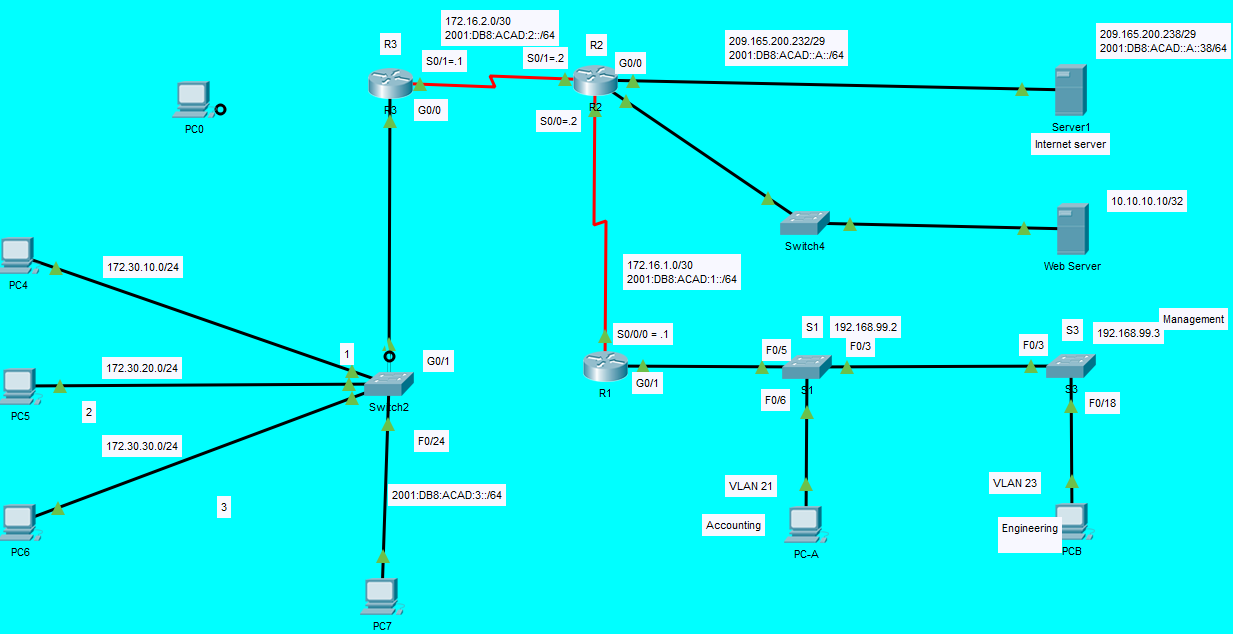 172.16.2.0/30
2001:DB8:ACAD:2::/64
R3
S0/1=.1
S0/1=.2
R2
G0/0
209.165.200.232/29
2001:DB8:ACAD::A::/64
209.165.200.238/29
2001:DB8:ACAD::A::38/64
PC0
R3
G0/0
R2
S0/0=.2
Server1
Internet server
10.10.10.10/32
Switch4
Web Server
172.30.10.0/24
PC4
172.16.1.0/30
2001:DB8:ACAD:1::/64
S0/0/0 = .1
S1
192.168.99.2
Management
S3
192.168.99.3
F0/5
F0/3
F0/3
1
G0/1
172.30.20.0/24
R1
G0/1
S1
S3
PC5
2
Switch2
F0/6
F0/18
172.30.30.0/24
F0/24
3
2001:DB8:ACAD:3::/64
VLAN 21
VLAN 23
Accounting
Engineering
PC6
PC-A
PCB
PC7